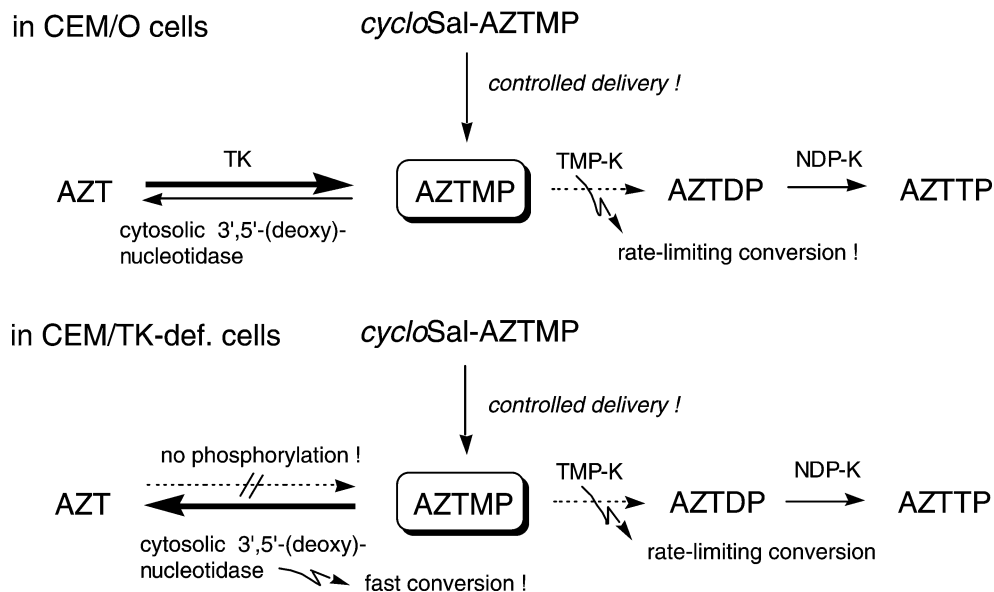 in CEM/O cells
cycloSal-AZTMP
controlled delivery !
TK
TMP-K
NDP-K
AZT
AZTMP
AZTDP
AZTTP
cytosolic 3',5'-(deoxy)-
nucleotidase
rate-limiting conversion !
in CEM/TK-def. cells
cycloSal-AZTMP
controlled delivery !
no phosphorylation !
TMP-K
NDP-K
AZT
AZTMP
AZTDP
AZTTP
cytosolic 3',5'-(deoxy)-
nucleotidase
rate-limiting conversion
fast conversion !